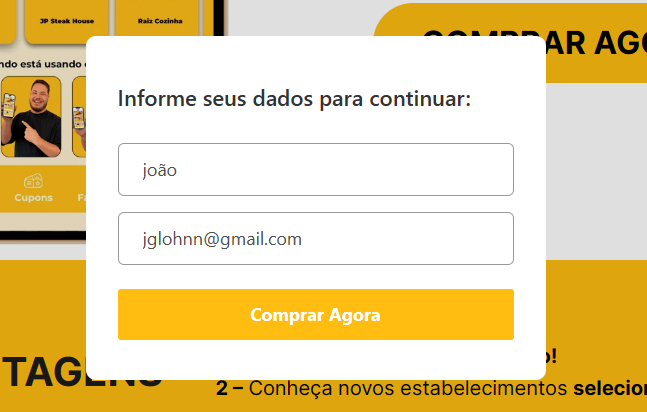 JP Steak House
Raiz Cozinha
COMPRAR AGO
ndo está usando
Informe seus dados para continuar:
joão
jglohnn@gmail.com
Cupons
Comprar Agora
TAGENS
o!
2 – Conheça novos estabelecimentos selecion